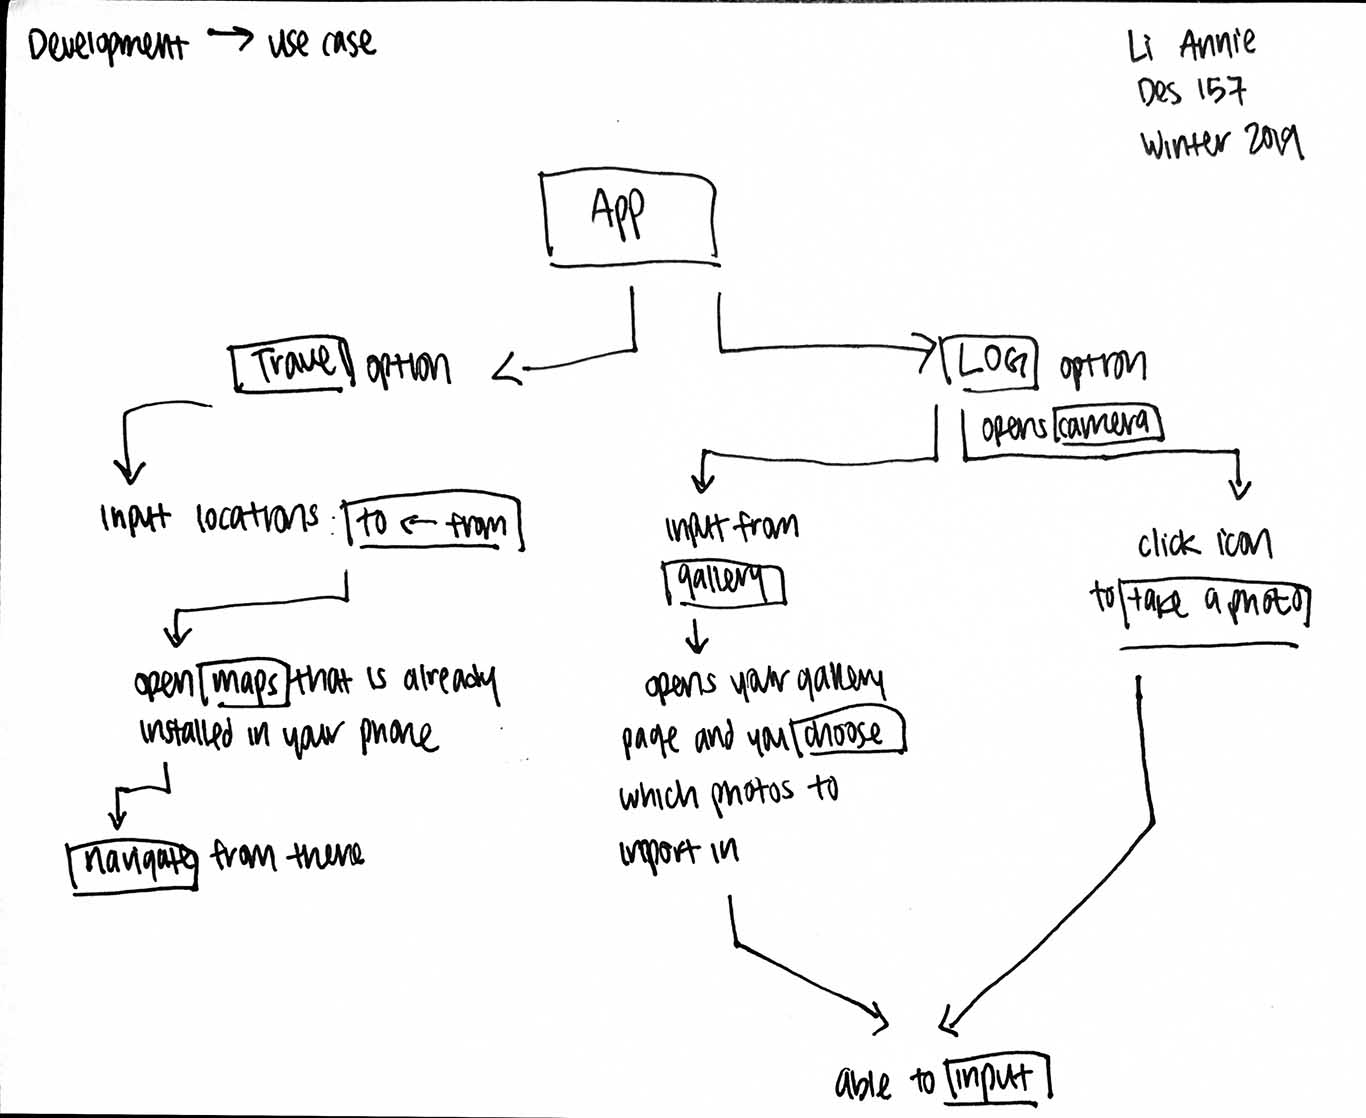 Development → use case
Li Annie
Des 157
Winter 2019
App
Travel option
LOG option
opens camera
input locations: to ← from
input from
gallery
click icon
to take a photo
open maps that is already
installed in your phone
opens your gallery
page and you choose
which photos to
import in
navigate from there
able to input